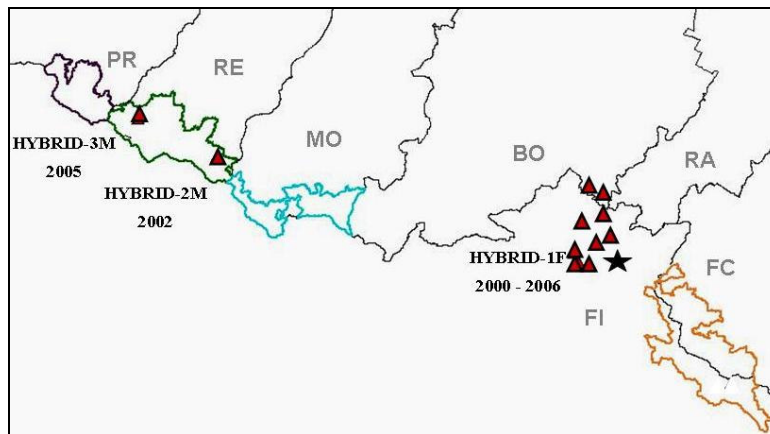 PR
RE
MO
BO
RA
HYBRID-3M
2005
HYBRID-2M
2002
HYBRID-1F
2000 - 2006
FC
FI